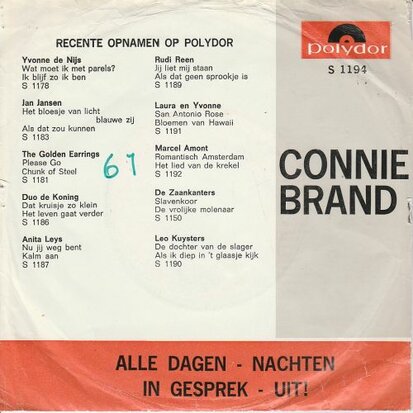 RECENTE OPNAMEN OP POLYDOR
Yvonne de Nijs
Wat moet ik met parels?
Ik blijf zo ik ben
S 1178
Jan Jansen
Het bloesje van licht
blauwe zij
Als dat zou kunnen
S 1183
The Golden Earrings
Please Go
Chunk of Steel
S 1181
Duo de Koning
Dat kruisje zo klein
Het leven gaat verder
S 1186
Anita Leys
Nu jij weg bent
Kalm aan
S 1187
61
Rudi Reen
Jij liet mij staan
Als dat geen sprookje is
S 1189
Laura en Yvonne
San Antonio Rose
Bloemen van Hawaii
S 1191
Marcel Amont
Romantisch Amsterdam
Het lied van de krekel
S 1192
De Zaankanters
Slavenkoor
De vrolijke molenaar
S 1150
Leo Kuysters
De dochter van de slager
Als ik diep in 't glaasje kijk
S 1190
Polydor
S 1194
CONNIE
BRAND
ALLE DAGEN - NACHTEN
IN GESPREK - UIT!